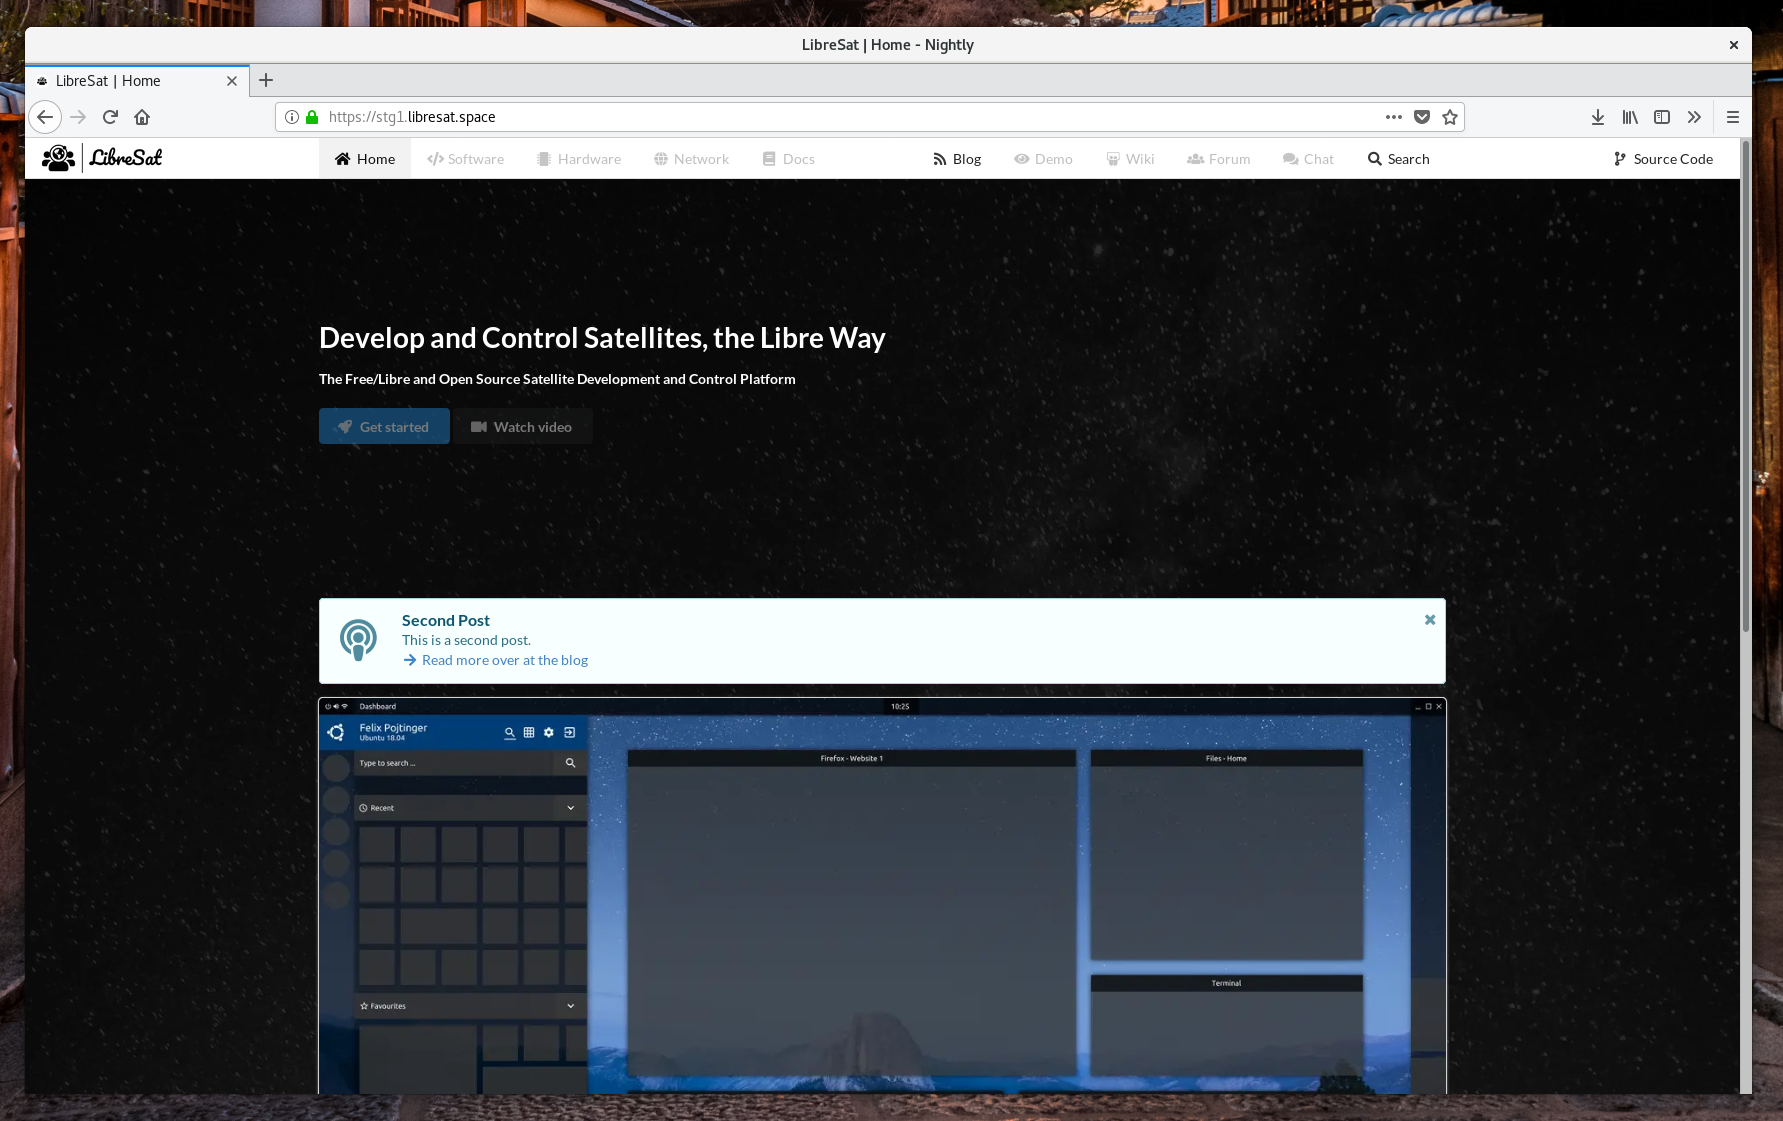 LibreSat | Home - Nightly
LibreSat | Home
https://stg1.libresat.space
LibreSat
Home
Software
Hardware
Network
Docs
Blog
Demo
Wiki
Forum
Chat
Search
Source Code
Develop and Control Satellites, the Libre Way
The Free/Libre and Open Source Satellite Development and Control Platform
Get started
Watch video
Second Post
This is a second post.
Read more over at the blog
Dashboard
10:25
Felix Pojtinger
Ubuntu 18.04
Type to search ...
Recent
Favourites
Firefox - Website 1
Files - Home
Terminal